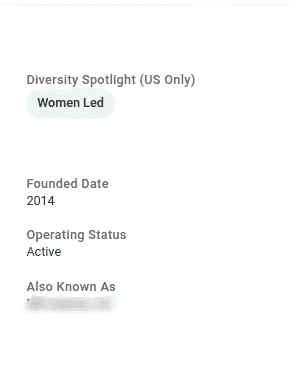 Diversity Spotlight (US Only)
Women Led
Founded Date
2014
Operating Status
Active
Also Known As